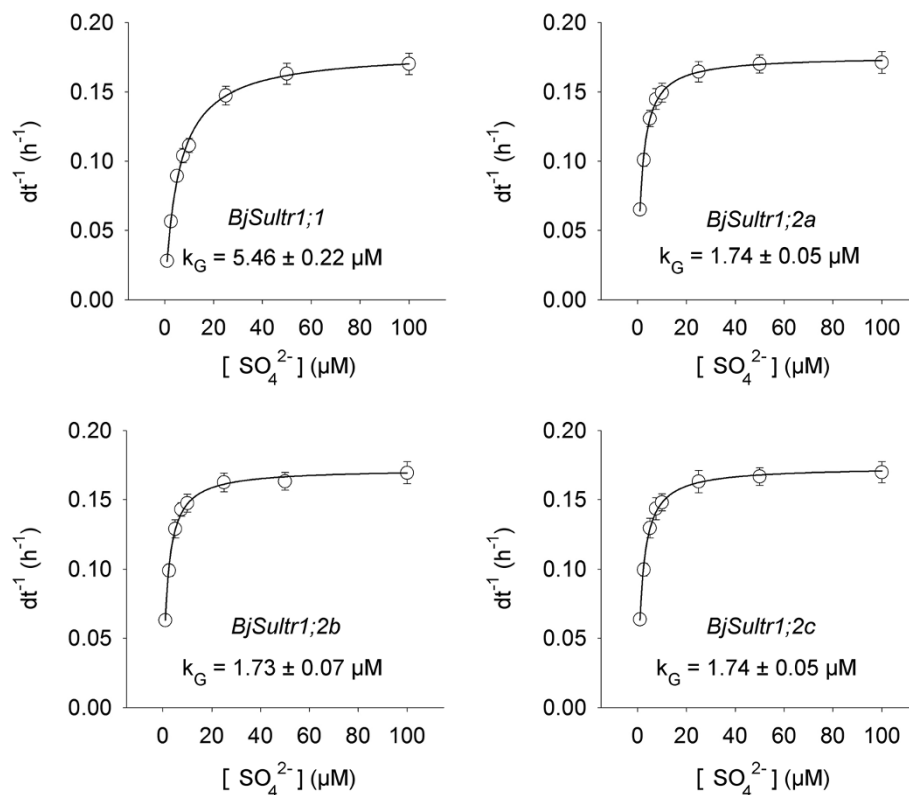 0.20
0.15
0.10
0.05
0.00
dt⁻¹ (h⁻¹)
BjSultr1;1
k_G = 5.46 ± 0.22 µM
0 20 40 60 80 100
[ SO₄²⁻ ] (µM)
0.20
0.15
0.10
0.05
0.00
dt⁻¹ (h⁻¹)
BjSultr1;2a
k_G = 1.74 ± 0.05 µM
0 20 40 60 80 100
[ SO₄²⁻ ] (µM)
0.20
0.15
0.10
0.05
0.00
dt⁻¹ (h⁻¹)
BjSultr1;2b
k_G = 1.73 ± 0.07 µM
0 20 40 60 80 100
[ SO₄²⁻ ] (µM)
0.20
0.15
0.10
0.05
0.00
dt⁻¹ (h⁻¹)
BjSultr1;2c
k_G = 1.74 ± 0.05 µM
0 20 40 60 80 100
[ SO₄²⁻ ] (µM)